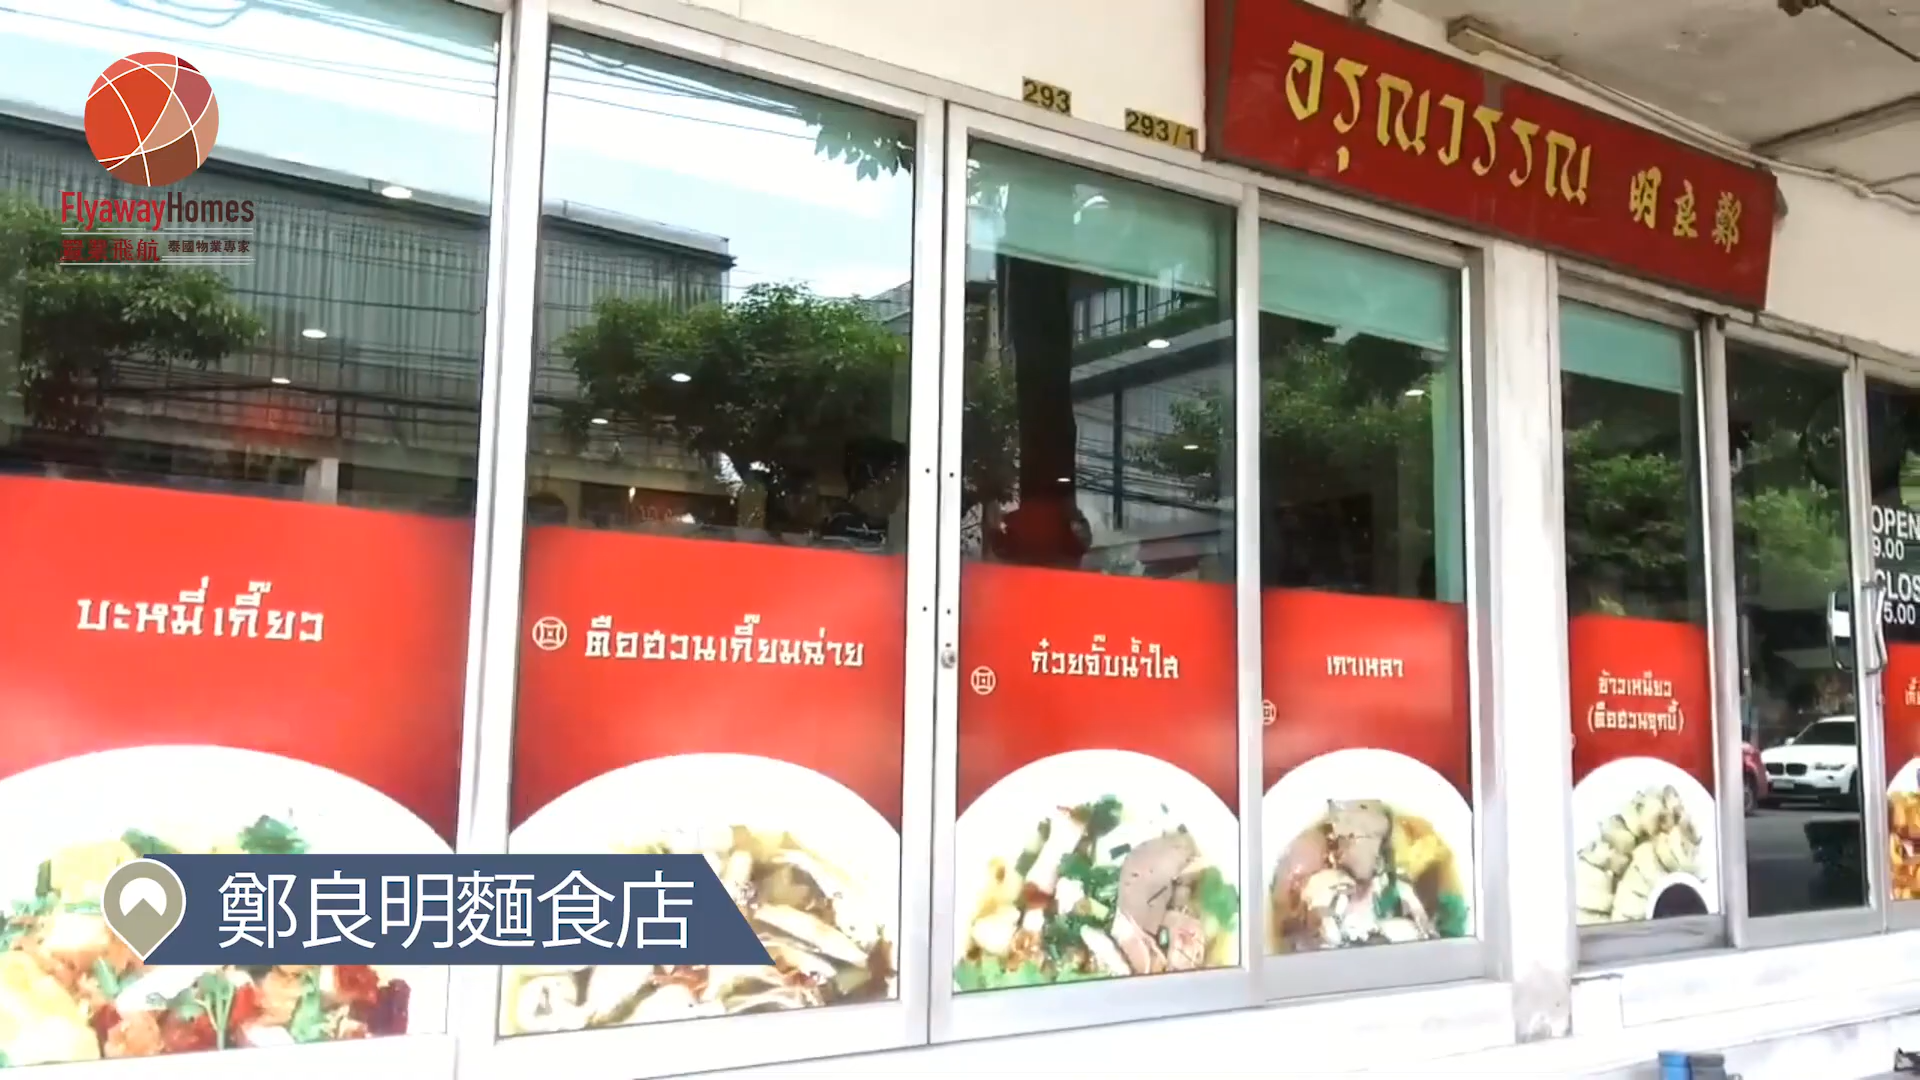 FlyawayHomes
飛航 泰國物業專家
293
293/1
อรุณวรรณ 明良鄭
OPEN
9.00
CLOS
5.00
บะหมี่เกี๊ยว
ตือฮวนเกี๊ยมฉ่าย
ก๋วยจั๊บน้ำใส
เกาเหลา
ข้าวเหนียว
(ตือฮวนจุกบี้)
鄭良明麵食店